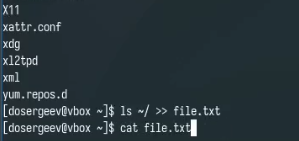 X11
xattr.conf
xdg
xl2tpd
xml
yum.repos.d
[dosergeev@vbox ~]$ ls ~/ >> file.txt
[dosergeev@vbox ~]$ cat file.txt